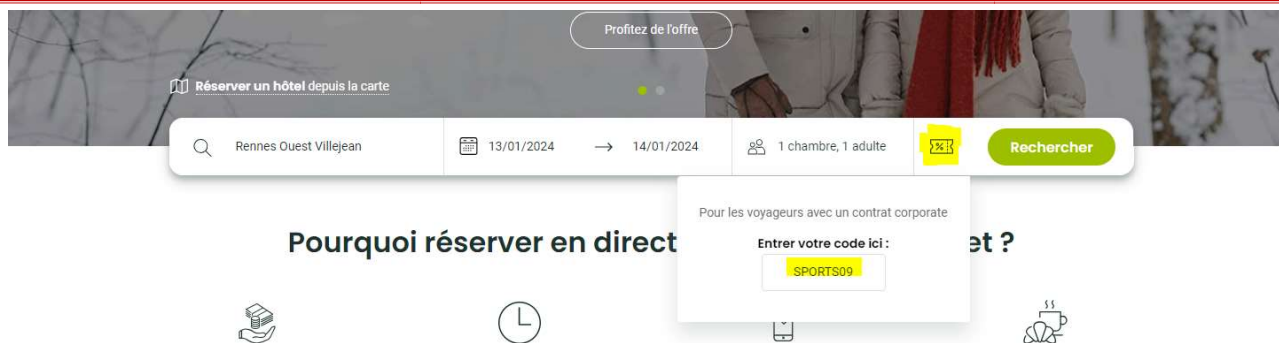 Profitez de l'offre
Réserver un hôtel depuis la carte
Rennes Ouest Villejean
13/01/2024 → 14/01/2024
1 chambre, 1 adulte
%
Rechercher
Pour les voyageurs avec un contrat corporate
Pourquoi réserver en direct
et ?
Entrer votre code ici :
SPORTS09